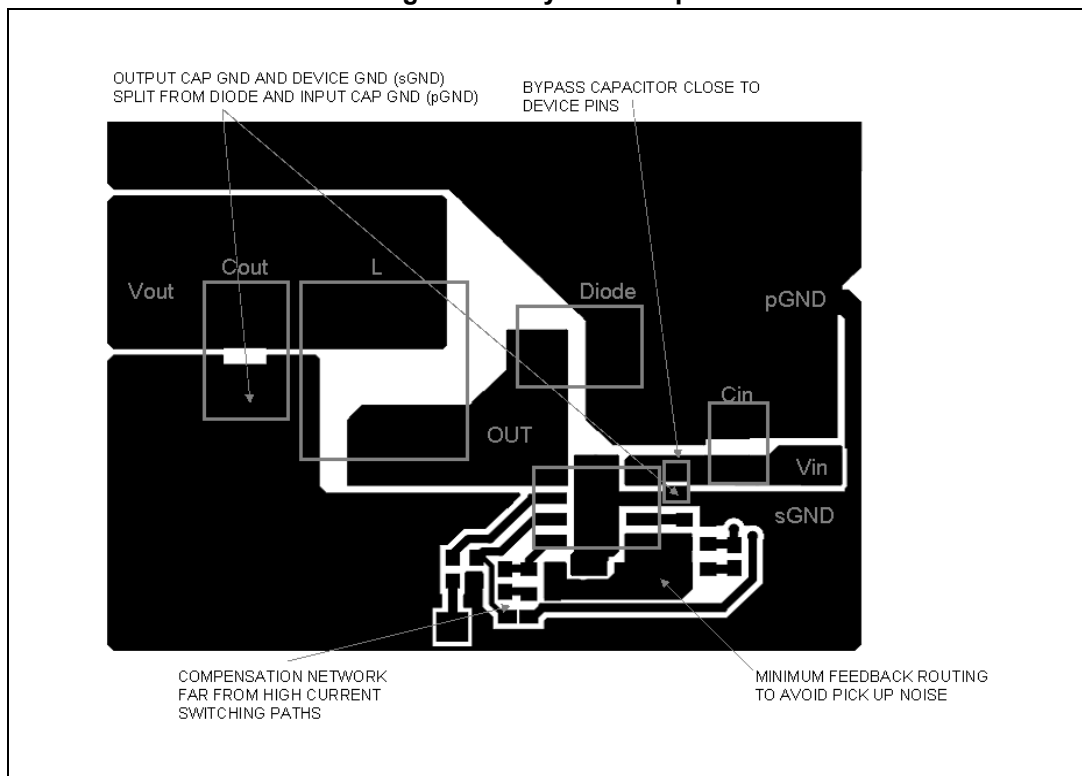 OUTPUT CAP GND AND DEVICE GND (sGND)
SPLIT FROM DIODE AND INPUT CAP GND (pGND)
BYPASS CAPACITOR CLOSE TO
DEVICE PINS
Cout
L
Vout
Diode
pGND
Cin
OUT
Vin
sGND
COMPENSATION NETWORK
FAR FROM HIGH CURRENT
SWITCHING PATHS
MINIMUM FEEDBACK ROUTING
TO AVOID PICK UP NOISE